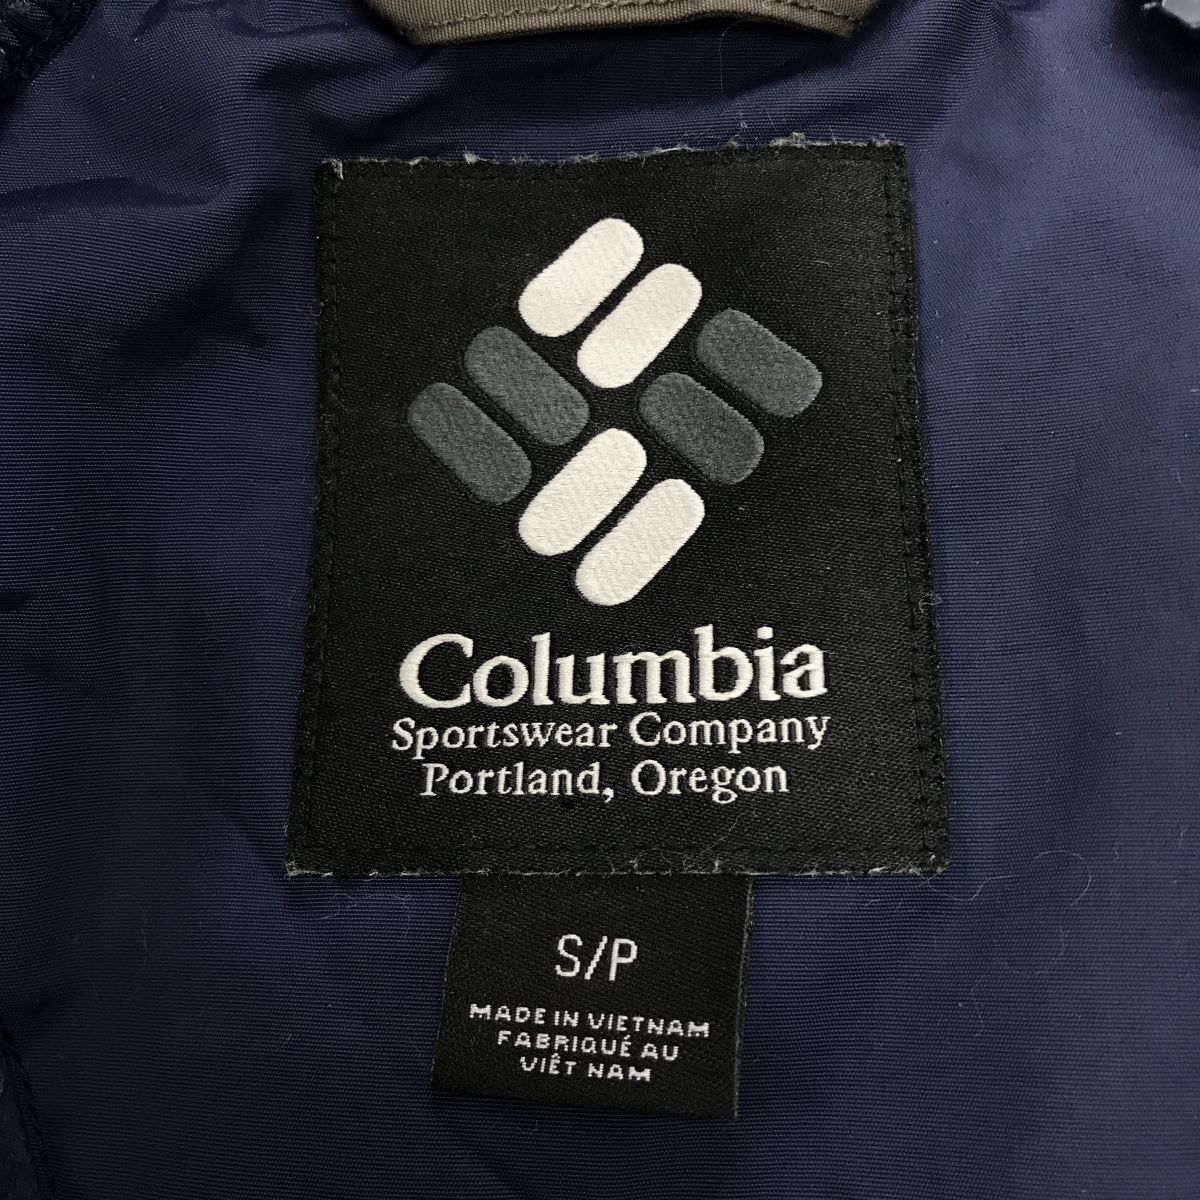 Columbia
Sportswear Company
Portland, Oregon
S/P
MADE IN VIETNAM
FABRIQUÉ AU
VIÊT NAM